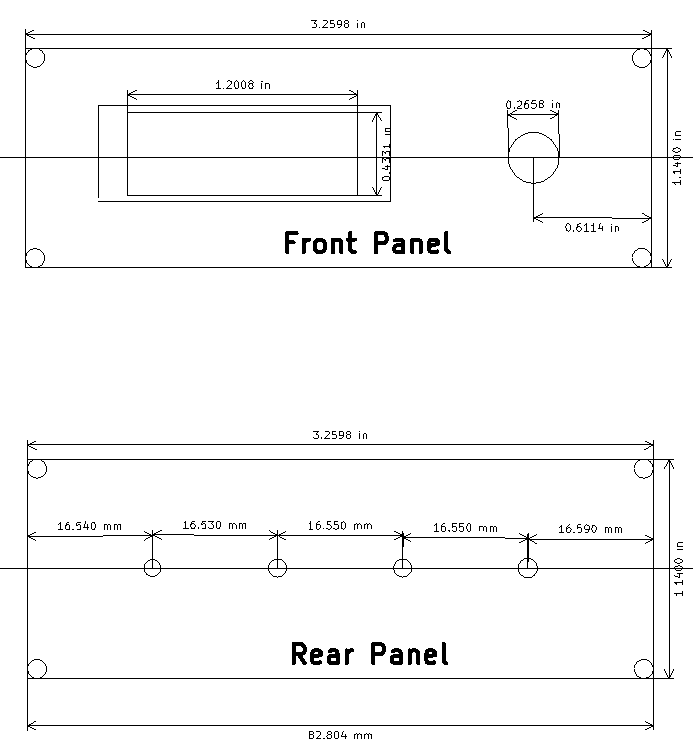 3.2598 in
1.2008 in
0.2658 in
0.4331 in
1.1400 in
0.6114 in
Front Panel
3.2598 in
16.540 mm
16.530 mm
16.550 mm
16.550 mm
16.590 mm
1.1400 in
Rear Panel
82.804 mm